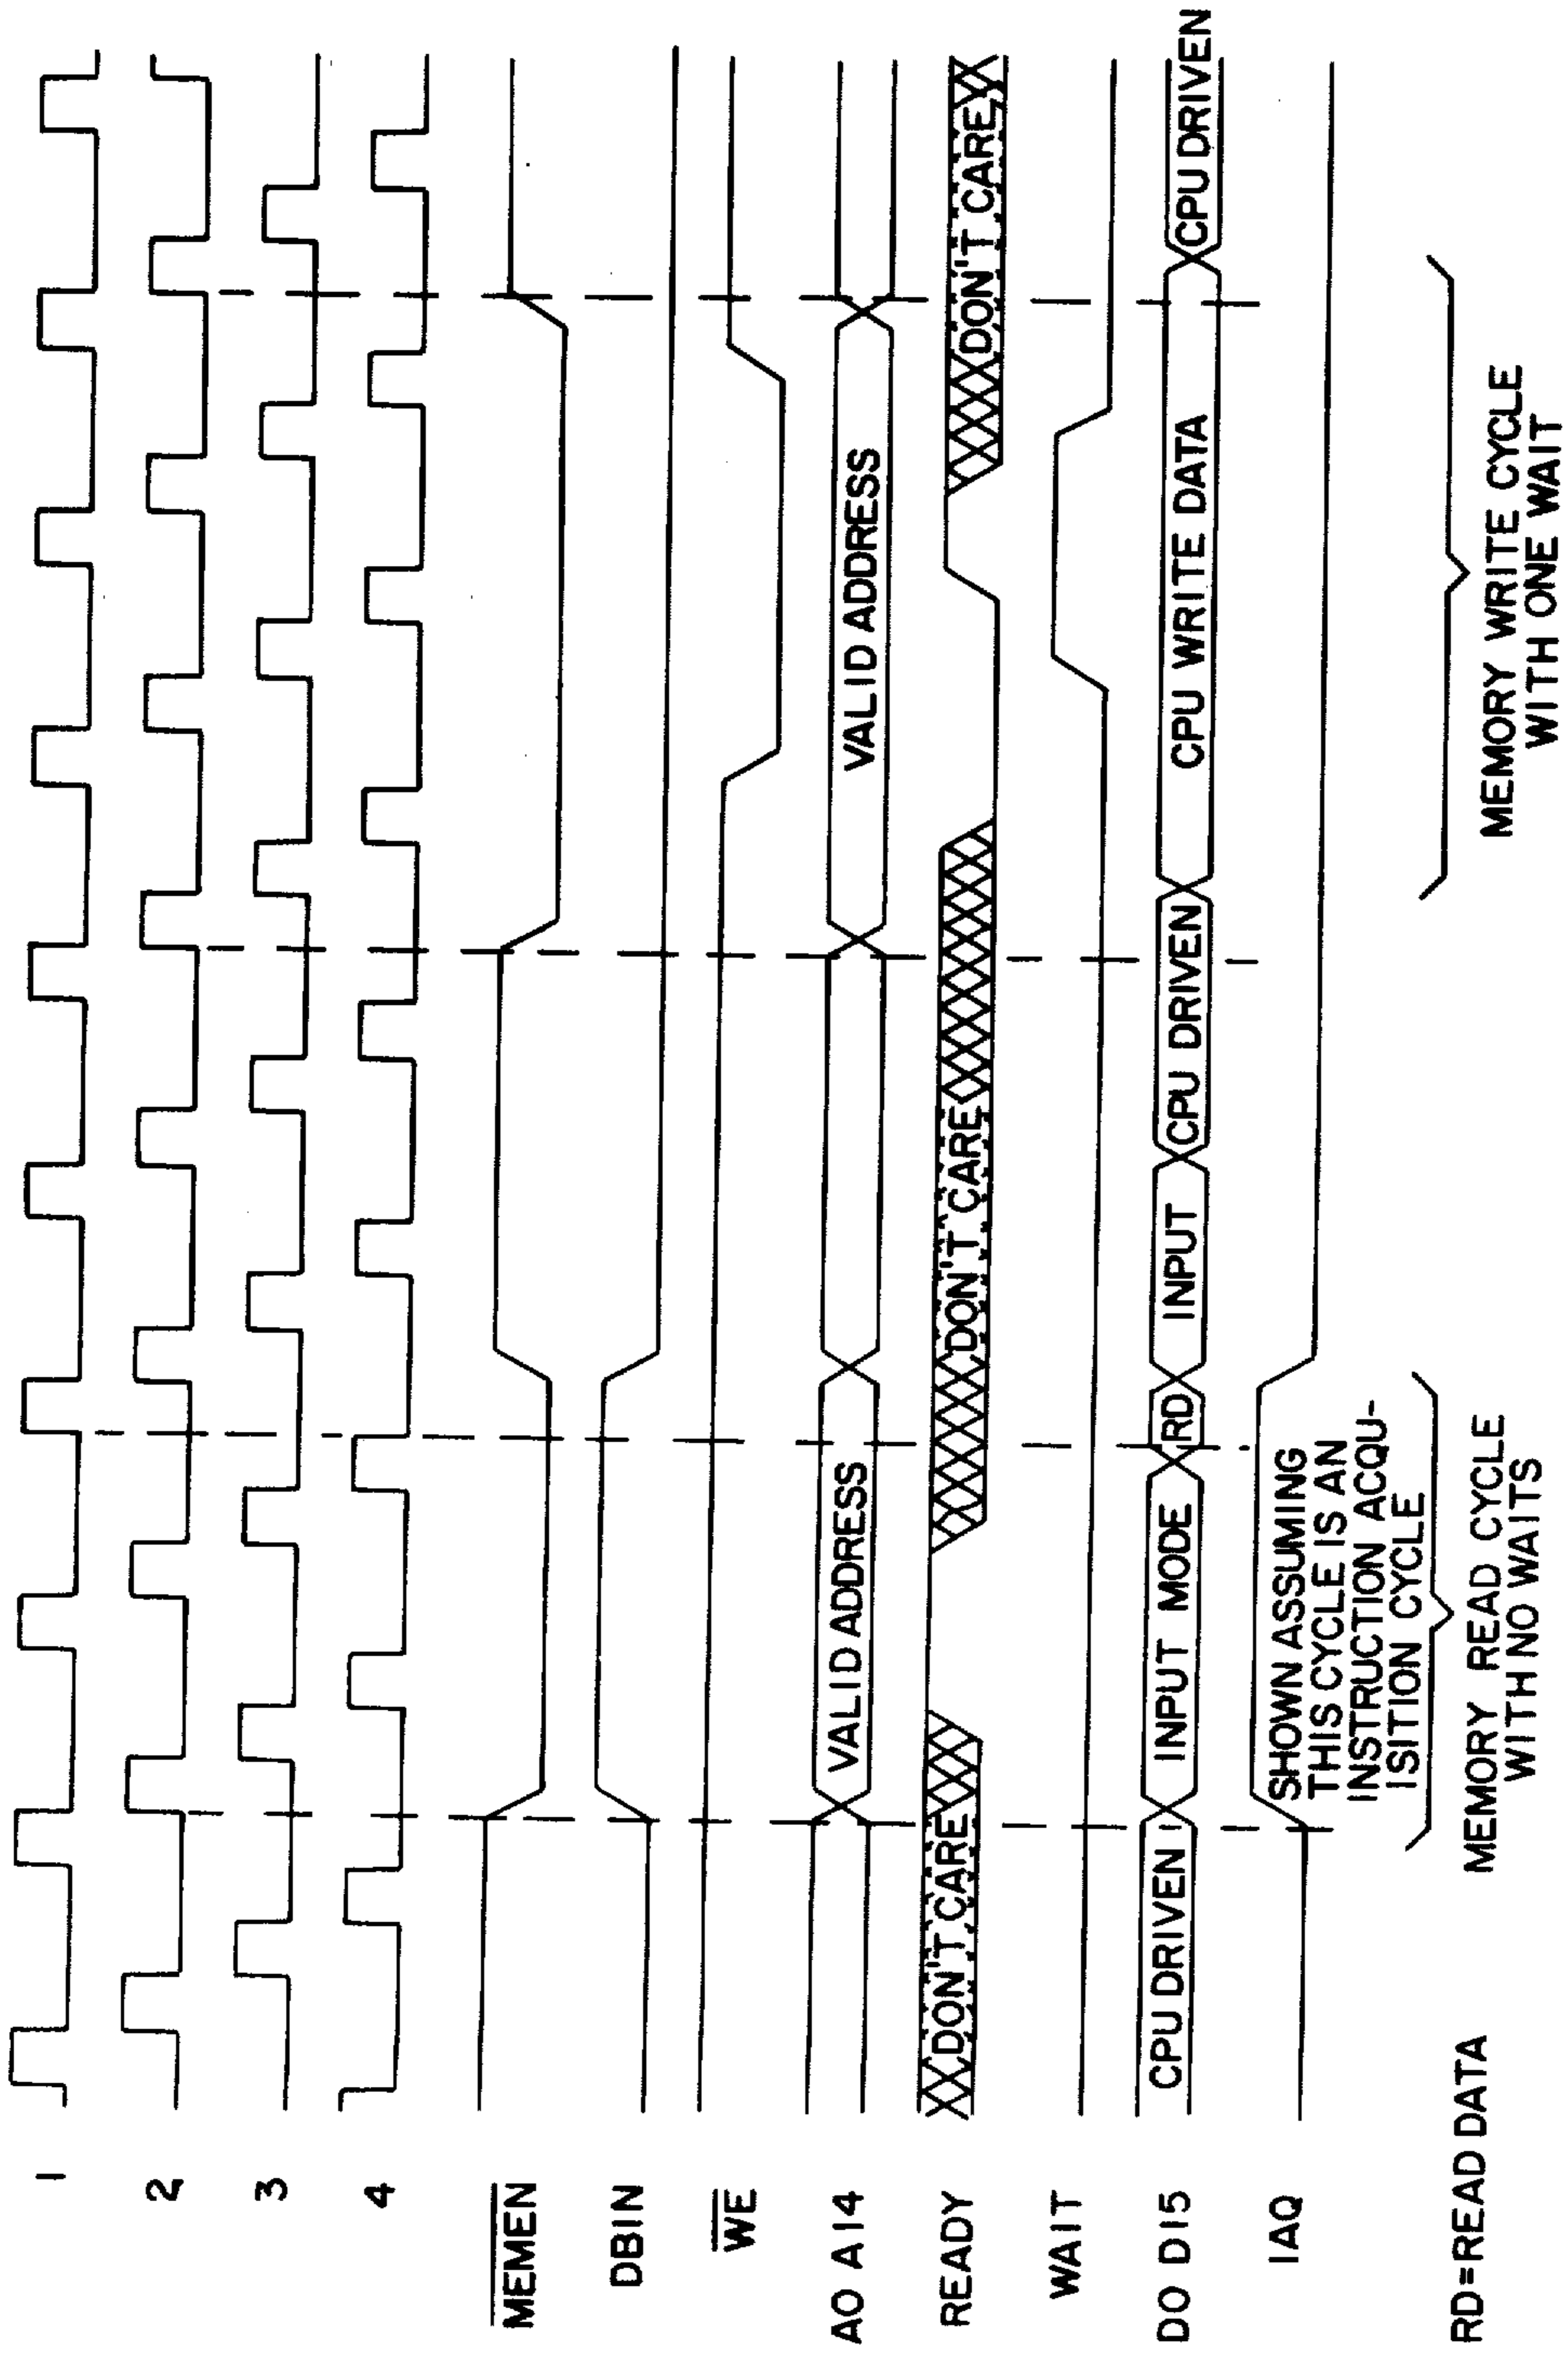 1
2
3
4
MEMEN
DBIN
WE
AO A14
VALID ADDRESS
VALID ADDRESS
READY
DON'T CARE
DON'T CARE
DON'T CARE
WAIT
DO D15
CPU DRIVEN
INPUT MODE
RD
INPUT
CPU DRIVEN
CPU WRITE DATA
CPU DRIVEN
IAQ
SHOWN ASSUMING
THIS CYCLE IS AN
INSTRUCTION ACQU-
ISITION CYCLE
RD=READ DATA
MEMORY READ CYCLE
WITH NO WAITS
MEMORY WRITE CYCLE
WITH ONE WAIT